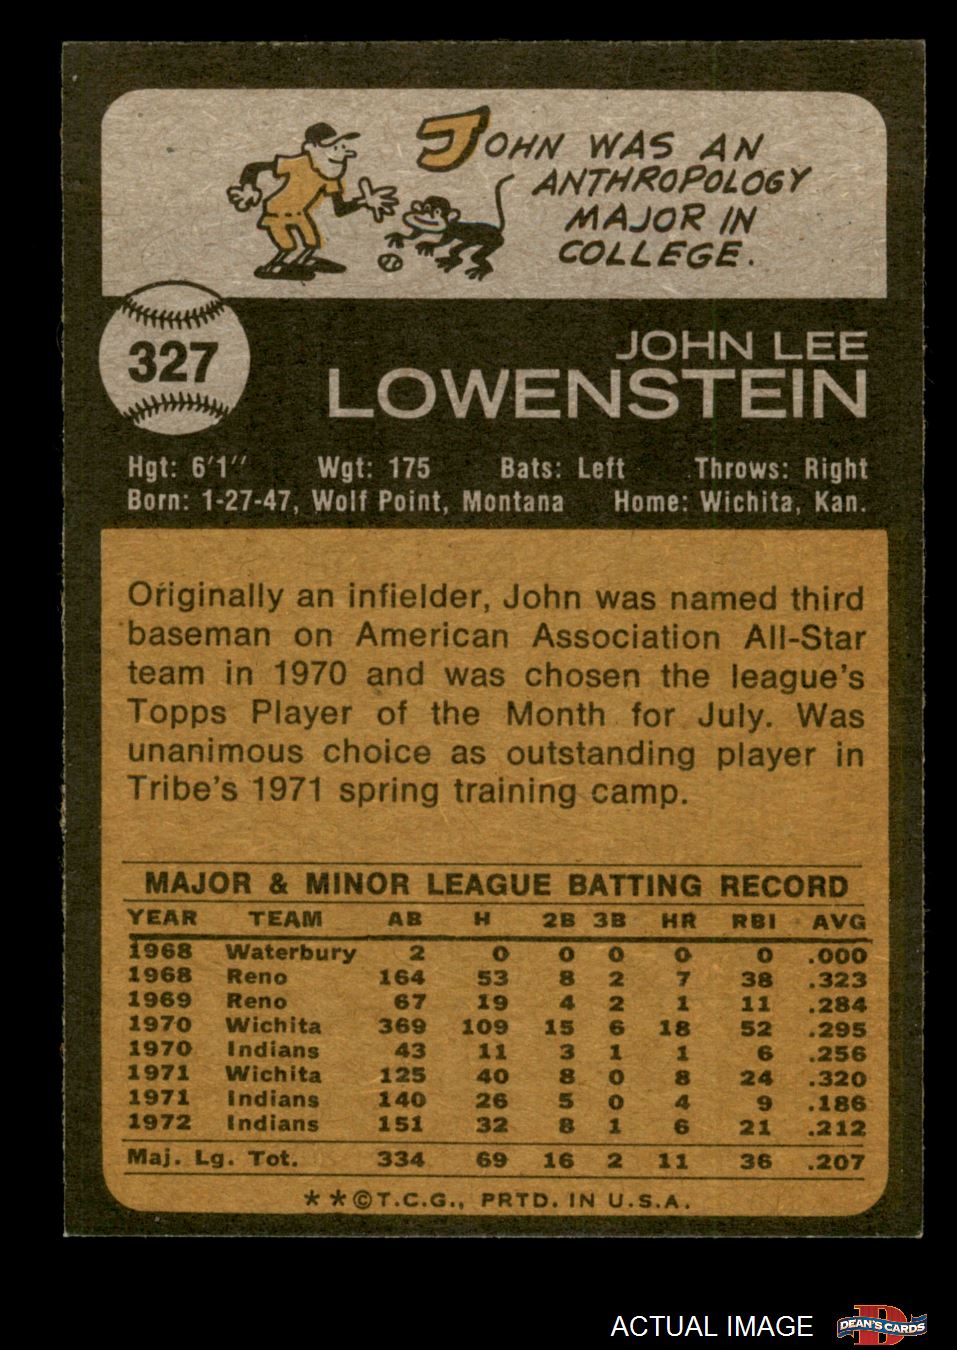 JOHN WAS AN
ANTHROPOLOGY
MAJOR IN
COLLEGE.
327
JOHN LEE
LOWENSTEIN
Hgt: 6'1" Wgt: 175 Bats: Left Throws: Right
Born: 1-27-47, Wolf Point, Montana Home: Wichita, Kan.
Originally an infielder, John was named third
baseman on American Association All-Star
team in 1970 and was chosen the league's
Topps Player of the Month for July. Was
unanimous choice as outstanding player in
Tribe's 1971 spring training camp.
MAJOR & MINOR LEAGUE BATTING RECORD
YEAR TEAM AB H 2B 3B HR RBI AVG
1968 Waterbury 2 0 0 0 0 0 .000
1968 Reno 164 53 8 2 7 38 .323
1969 Reno 67 19 4 2 1 11 .284
1970 Wichita 369 109 15 6 18 52 .295
1970 Indians 43 11 3 1 1 6 .256
1971 Wichita 125 40 8 0 8 24 .320
1971 Indians 140 26 5 0 4 9 .186
1972 Indians 151 32 8 1 6 21 .212
Maj. Lg. Tot. 334 69 16 2 11 36 .207
**©T.C.G., PRTD. IN U.S.A.
ACTUAL IMAGE
D
DEAN'S CARDS